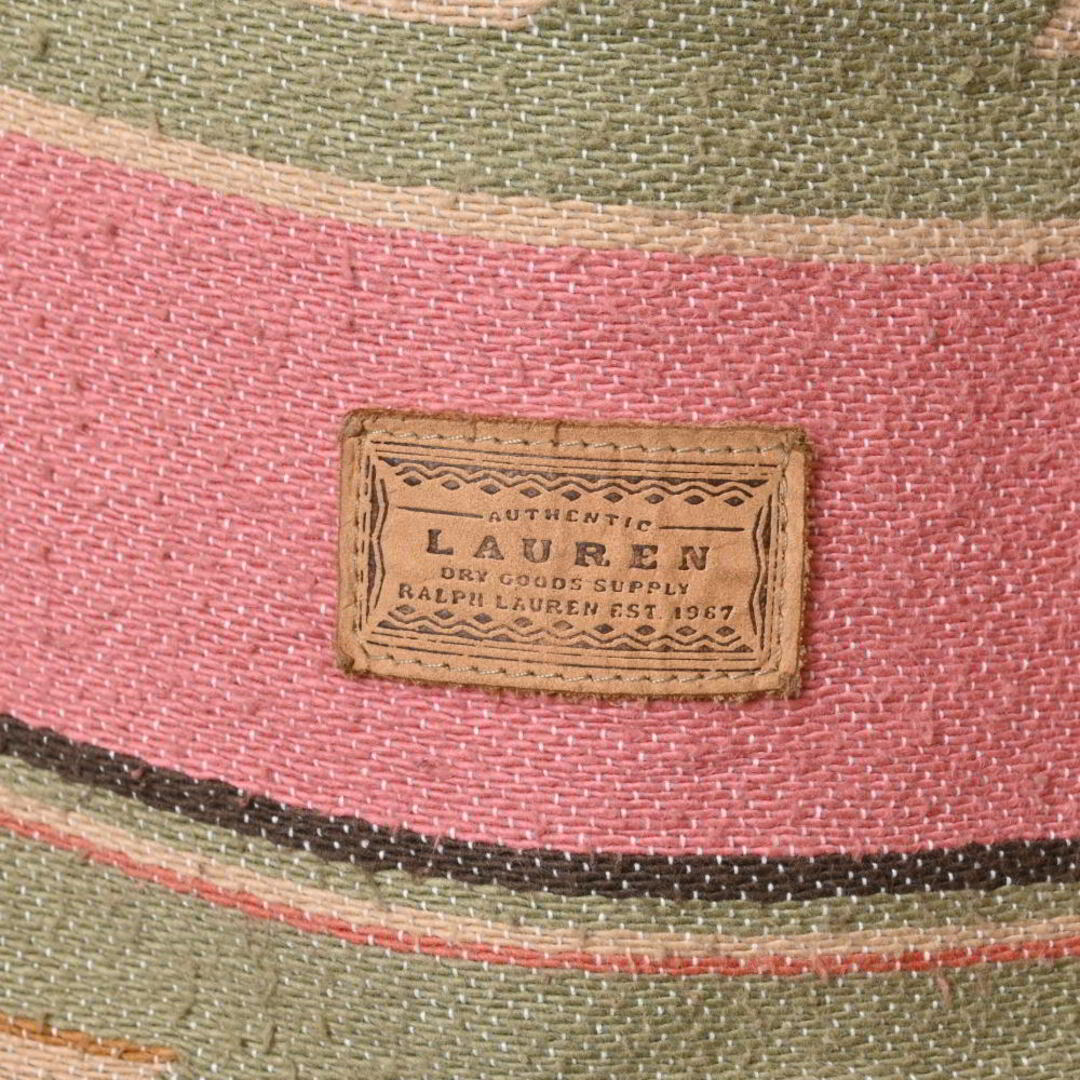 AUTHENTIC
LAUREN
DRY GOODS SUPPLY
RALPH LAUREN EST. 1967